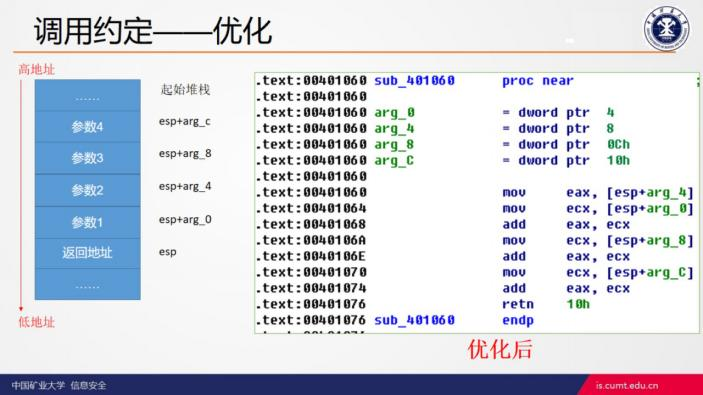 调用约定——优化
高地址
起始堆栈
……
参数4 esp+arg_c
参数3 esp+arg_8
参数2 esp+arg_4
参数1 esp+arg_0
返回地址 esp
……
低地址
.text:00401060 sub_401060 proc near ;
.text:00401060
.text:00401060 arg_0 = dword ptr 4
.text:00401060 arg_4 = dword ptr 8
.text:00401060 arg_8 = dword ptr 0Ch
.text:00401060 arg_C = dword ptr 10h
.text:00401060
.text:00401060 mov eax, [esp+arg_4]
.text:00401064 mov ecx, [esp+arg_0]
.text:00401068 add eax, ecx
.text:0040106A mov ecx, [esp+arg_8]
.text:0040106E add eax, ecx
.text:00401070 mov ecx, [esp+arg_C]
.text:00401074 add eax, ecx
.text:00401076 retn 10h
.text:00401076 sub_401060 endp
优化后
中国矿业大学 信息安全
is.cumt.edu.cn